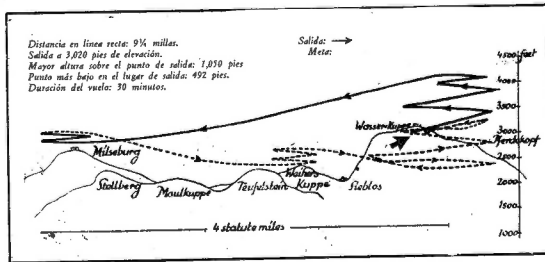 Distancia en línea recta: 9¼ millas.
Salida a 3,020 pies de elevación.
Mayor altura sobre el punto de salida: 1,050 pies
Punto más bajo en el lugar de salida: 492 pies.
Duración del vuelo: 30 minutos.
Salida:
Meta:
4500 feet
4000
3500
3000
2500
2000
1500
1000
Wasserkuppe
Pferdskopf
Milseburg
Stellberg
Maulkuppe
Teufelstein
Weihers
Kuppe
Sieblos
4 statute miles